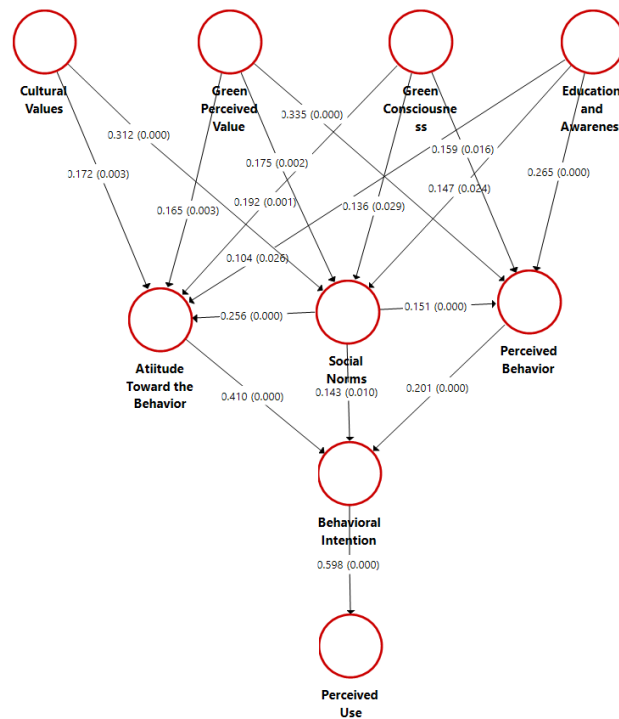 Cultural
Values
Green
Perceived
Value
Green
Consciousne
ss
Education
and
Awarenes
0.312 (0.000)
0.335 (0.000)
0.175 (0.002)
0.159 (0.016)
0.172 (0.003)
0.265 (0.000)
0.147 (0.024)
0.192 (0.001)
0.165 (0.003)
0.136 (0.029)
0.104 (0.026)
0.256 (0.000)
0.151 (0.000)
Atiitude
Toward the
Behavior
Social
Norms
Perceived
Behavior
0.410 (0.000)
0.143 (0.010)
0.201 (0.000)
Behavioral
Intention
0.598 (0.000)
Perceived
Use